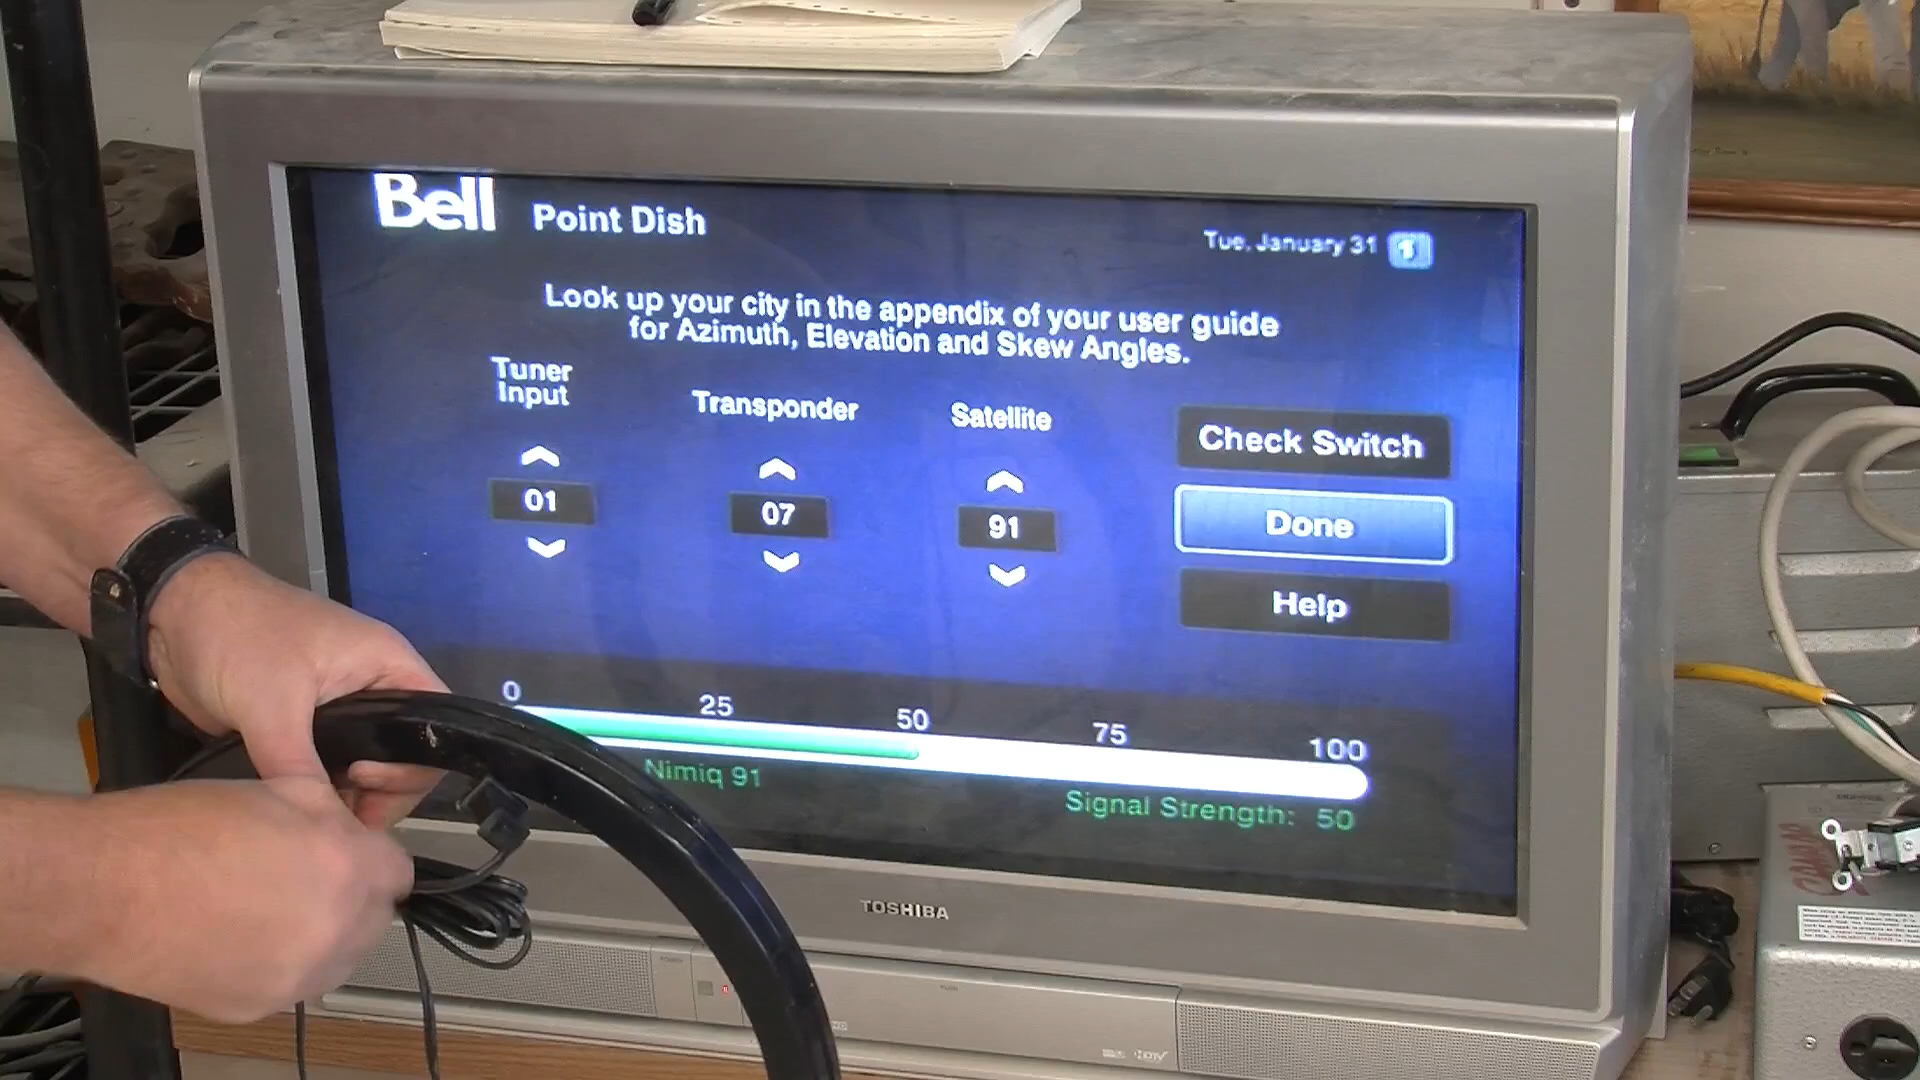 Bell
Point Dish
Tue, January 31 1
Look up your city in the appendix of your user guide
for Azimuth, Elevation and Skew Angles.
Tuner
Input
Transponder
Satellite
Check Switch
01
07
91
Done
Help
0
25
50
75
100
Nimiq 91
Signal Strength: 50
TOSHIBA
HDTV